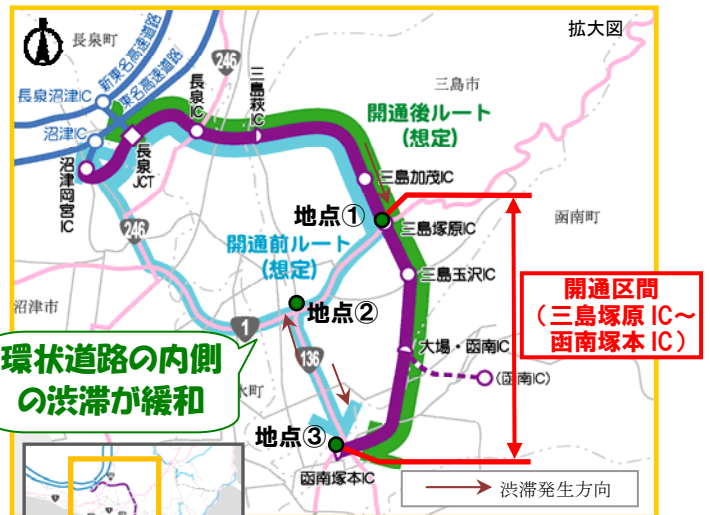 拡大図
長泉町
新東名高速道路
東名高速道路
246
長泉沼津IC
沼津IC
長泉IC
三島萩IC
三島市
開通後ルート
(想定)
沼津岡宮IC
長泉JCT
三島加茂IC
地点①
三島塚原IC
函南町
246
開通前ルート
(想定)
三島玉沢IC
沼津市
地点②
開通区間
(三島塚原IC~
函南塚本IC)
1
136
大場・函南IC
(函南IC)
環状道路の内側
の渋滞が緩和
水町
地点③
函南塚本IC
渋滞発生方向